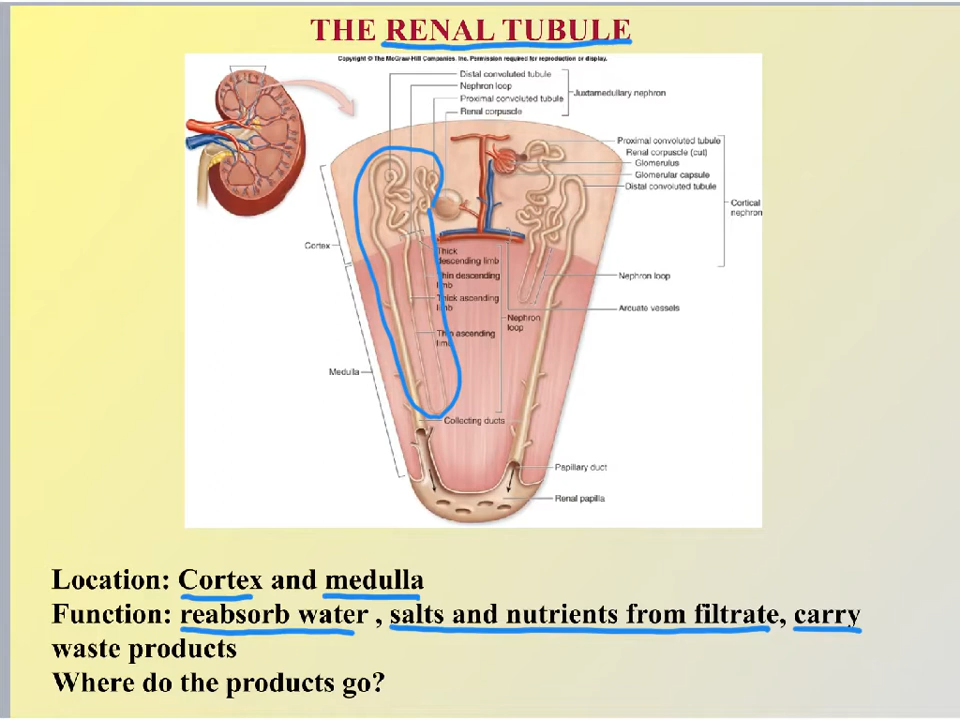 THE RENAL TUBULE
Copyright © The McGraw-Hill Companies, Inc. Permission required for reproduction or display.
Distal convoluted tubule
Nephron loop
Proximal convoluted tubule
Renal corpuscle
Juxtamedullary nephron
Proximal convoluted tubule
Renal corpuscle (cut)
Glomerulus
Glomerular capsule
Distal convoluted tubule
Cortical
nephron
Cortex
Thick
descending limb
Thin descending
limb
Thick ascending
limb
Thin ascending
limb
Nephron loop
Arcuate vessels
Nephron
loop
Medulla
Collecting ducts
Papillary duct
Renal papilla
Location: Cortex and medulla
Function: reabsorb water , salts and nutrients from filtrate, carry
waste products
Where do the products go?